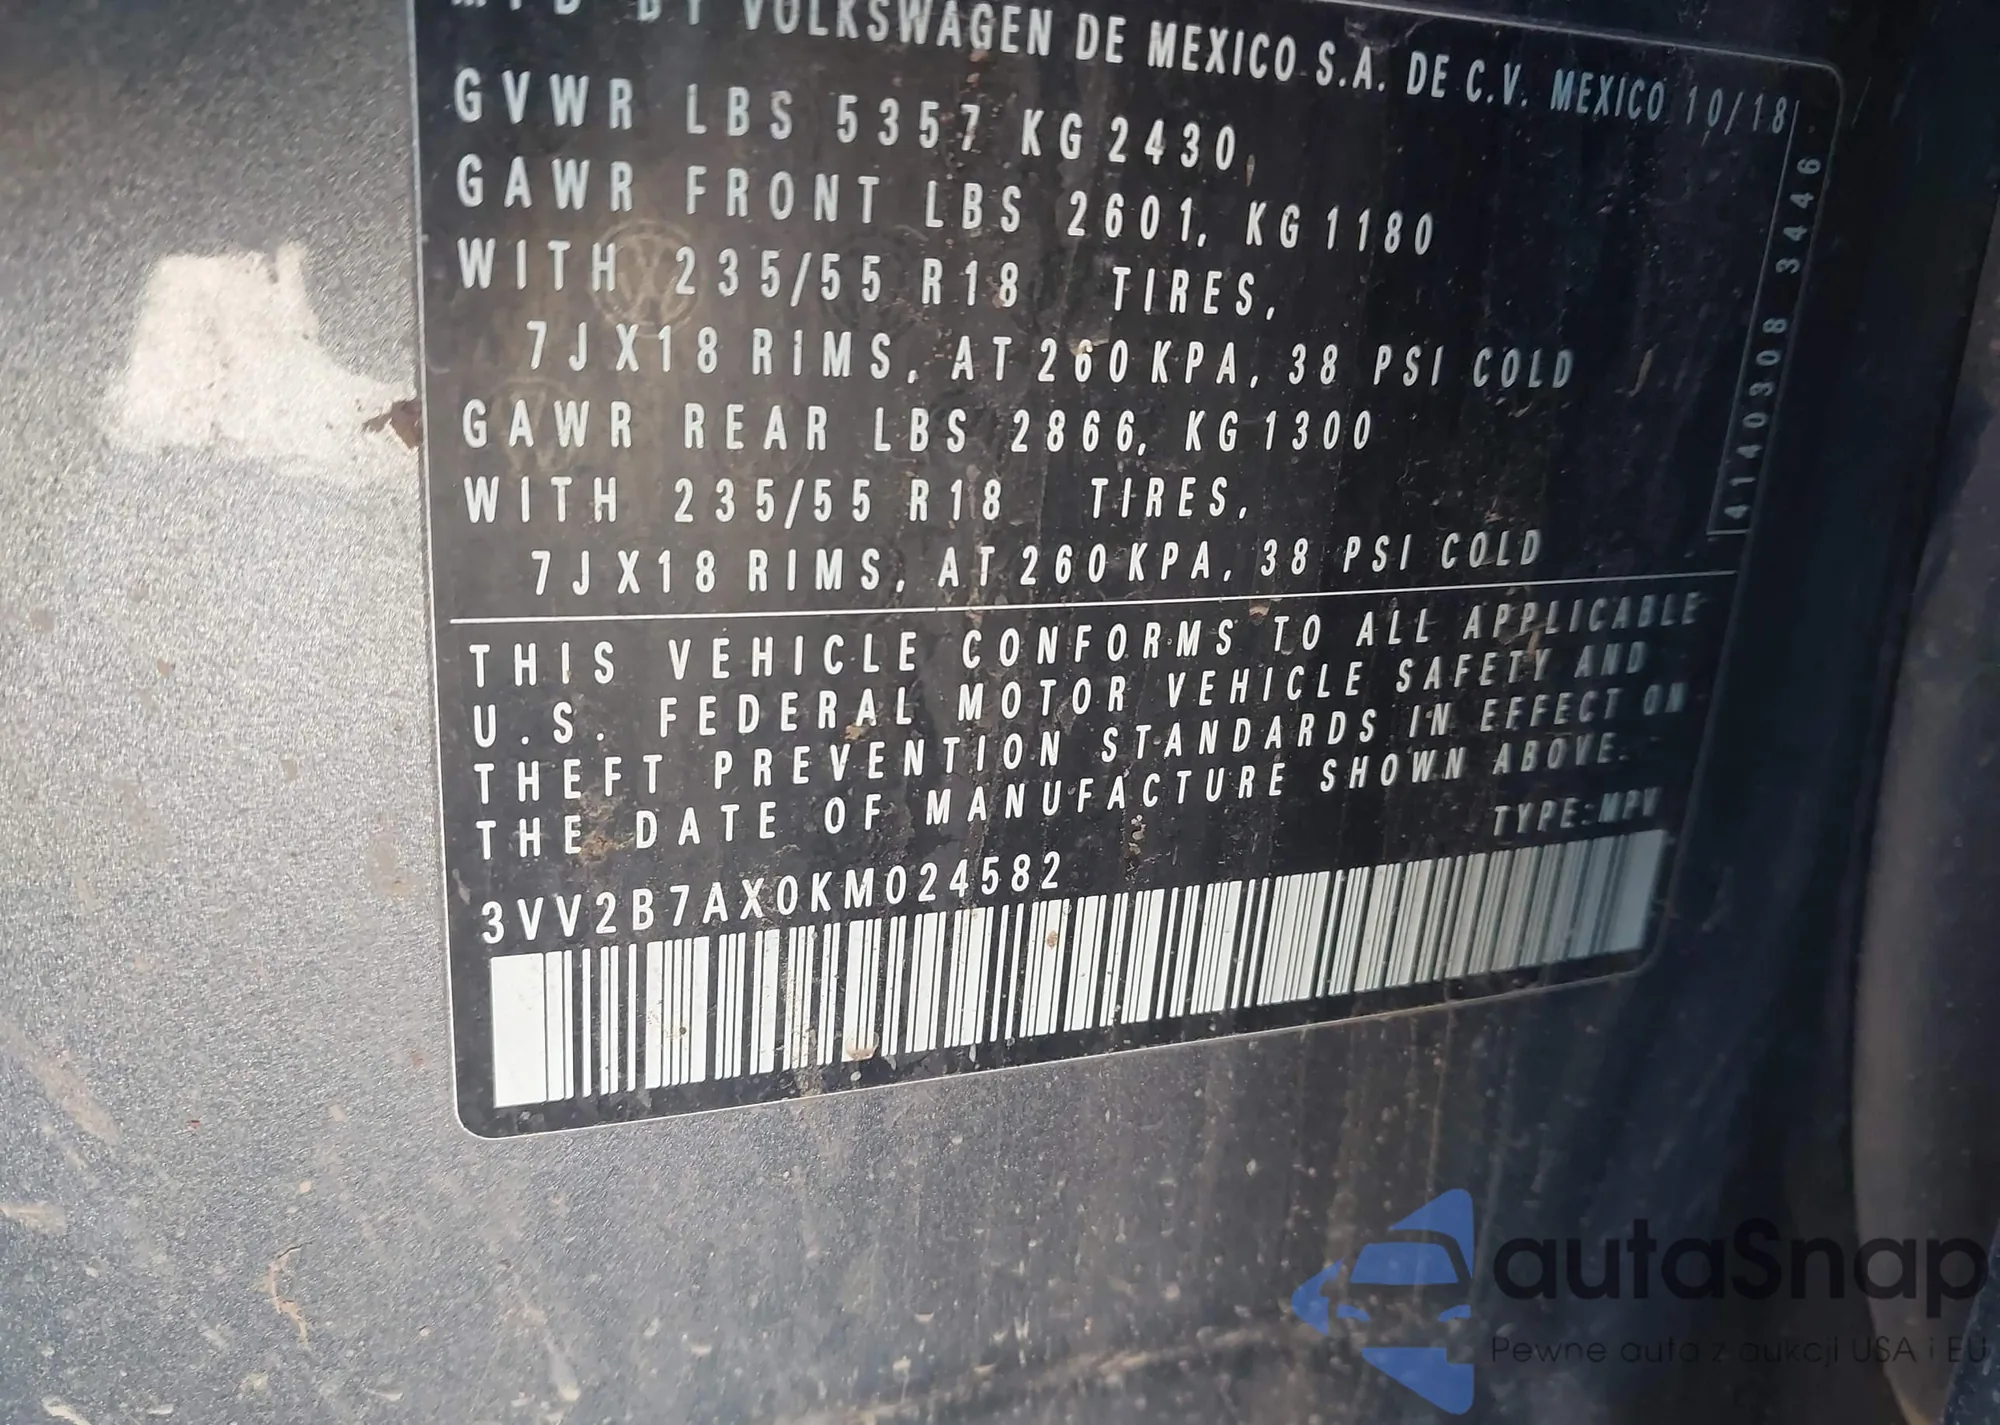 MFD BY VOLKSWAGEN DE MEXICO S.A. DE C.V. MEXICO 10/18
GVWR LBS 5357 KG 2430,
GAWR FRONT LBS 2601, KG 1180
WITH 235/55 R18 TIRES,
7JX18 RIMS, AT 260 KPA, 38 PSI COLD
GAWR REAR LBS 2866, KG 1300
WITH 235/55 R18 TIRES,
7JX18 RIMS, AT 260 KPA, 38 PSI COLD
4140308 3446
THIS VEHICLE CONFORMS TO ALL APPLICABLE
U.S. FEDERAL MOTOR VEHICLE SAFETY AND
THEFT PREVENTION STANDARDS IN EFFECT ON
THE DATE OF MANUFACTURE SHOWN ABOVE.
TYPE:MPV
3VV2B7AX0KM024582
autaSnap
Pewne auta z aukcji USA i EU